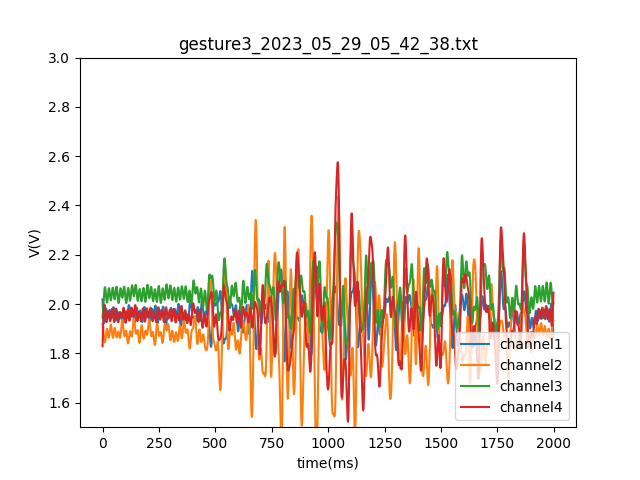 gesture3_2023_05_29_05_42_38.txt
3.0
2.8
2.6
2.4
2.2
2.0
1.8
1.6
V(V)
channel1
channel2
channel3
channel4
0 250 500 750 1000 1250 1500 1750 2000
time(ms)